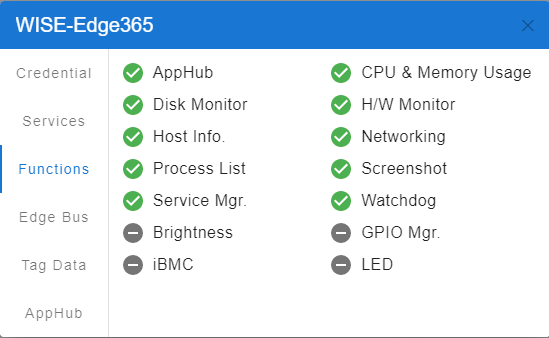 WISE-Edge365
Credential
Services
Functions
Edge Bus
Tag Data
AppHub
AppHub
CPU & Memory Usage
Disk Monitor
H/W Monitor
Host Info.
Networking
Process List
Screenshot
Service Mgr.
Watchdog
Brightness
GPIO Mgr.
iBMC
LED